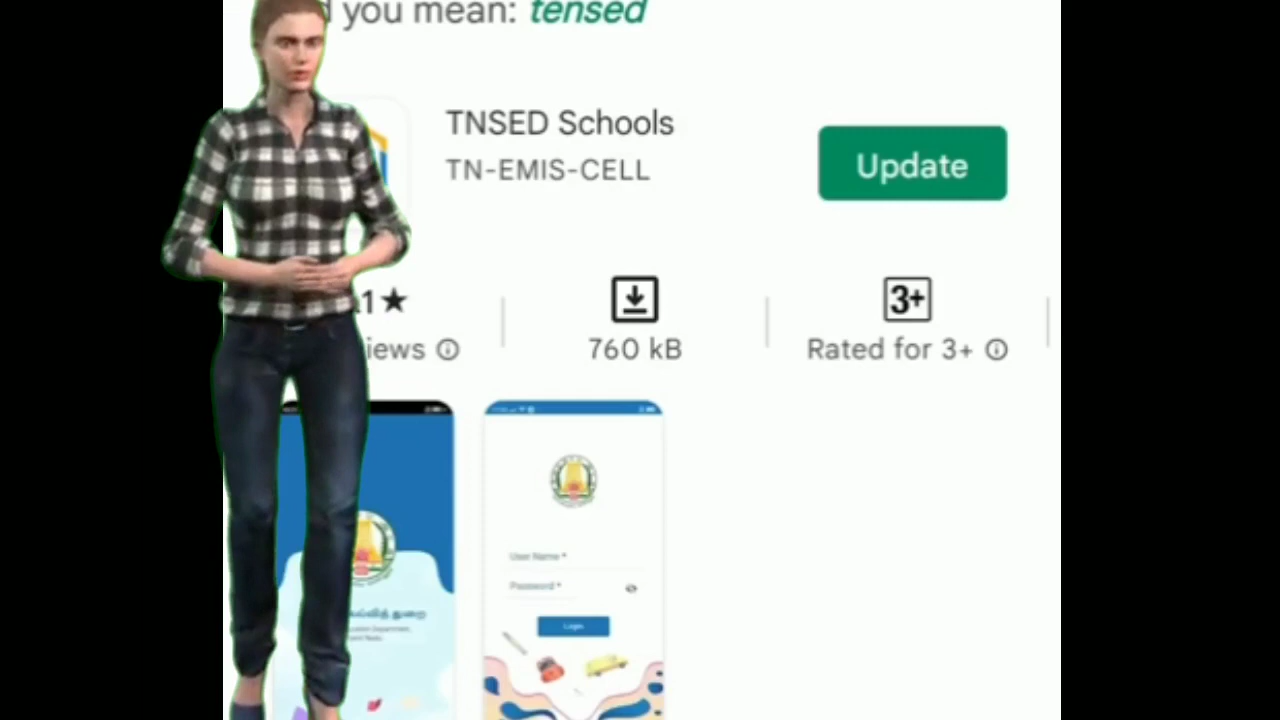 d you mean: tensed
TNSED Schools
TN-EMIS-CELL
Update
.1★
iews
760 kB
3+
Rated for 3+
User Name *
Password *
Login
துறை